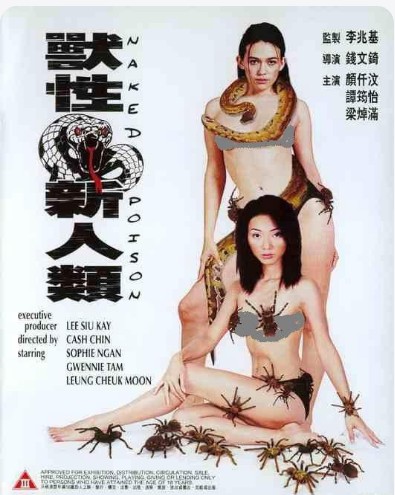 獸性新人類
NAKED POISON
監製 李兆基
導演 錢文錡
主演 顏仟汶
譚筠怡
梁焯滿
executive
producer LEE SIU KAY
directed by CASH CHIN
starring SOPHIE NGAN
GWENNIE TAM
LEUNG CHEUK MOON
III
APPROVED FOR EXHIBITION, DISTRIBUTION, CIRCULATION, SALE,
HIRE, PROJECTION, SHOWING, PLAYING, GIVING OR LENDING ONLY
TO PERSONS WHO HAVE ATTAINED THE AGE OF 18 YEARS.